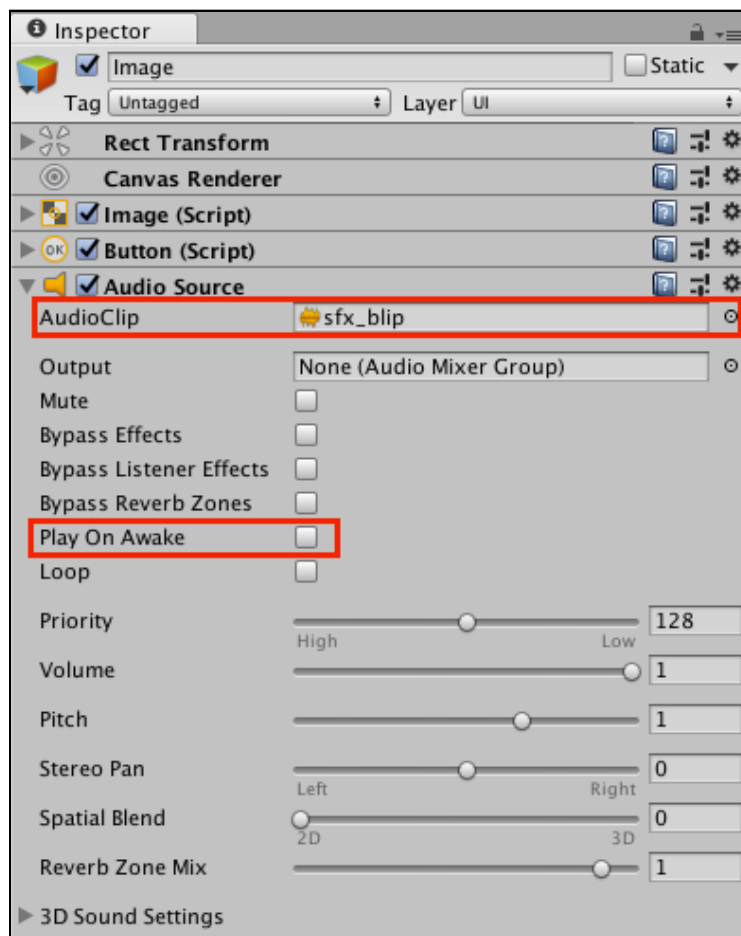 Inspector
Image Static
Tag Untagged Layer UI
Rect Transform
Canvas Renderer
Image (Script)
OK Button (Script)
Audio Source
AudioClip sfx_blip
Output None (Audio Mixer Group)
Mute
Bypass Effects
Bypass Listener Effects
Bypass Reverb Zones
Play On Awake
Loop
Priority 128
High Low
Volume 1
Pitch 1
Stereo Pan 0
Left Right
Spatial Blend 0
2D 3D
Reverb Zone Mix 1
3D Sound Settings